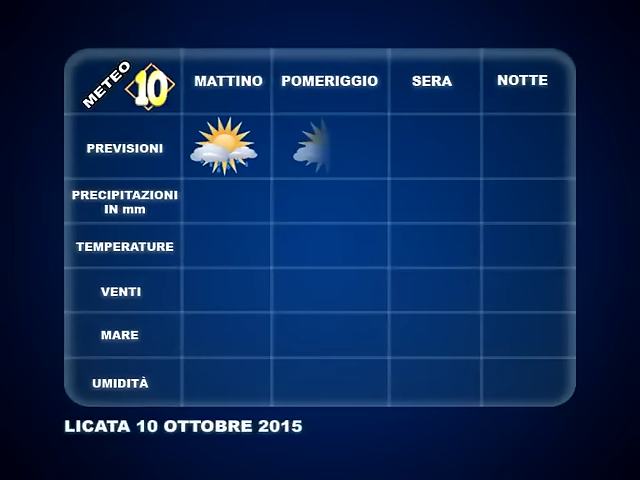 METEO 10
MATTINO POMERIGGIO SERA NOTTE
PREVISIONI
PRECIPITAZIONI
IN mm
TEMPERATURE
VENTI
MARE
UMIDITÀ
LICATA 10 OTTOBRE 2015